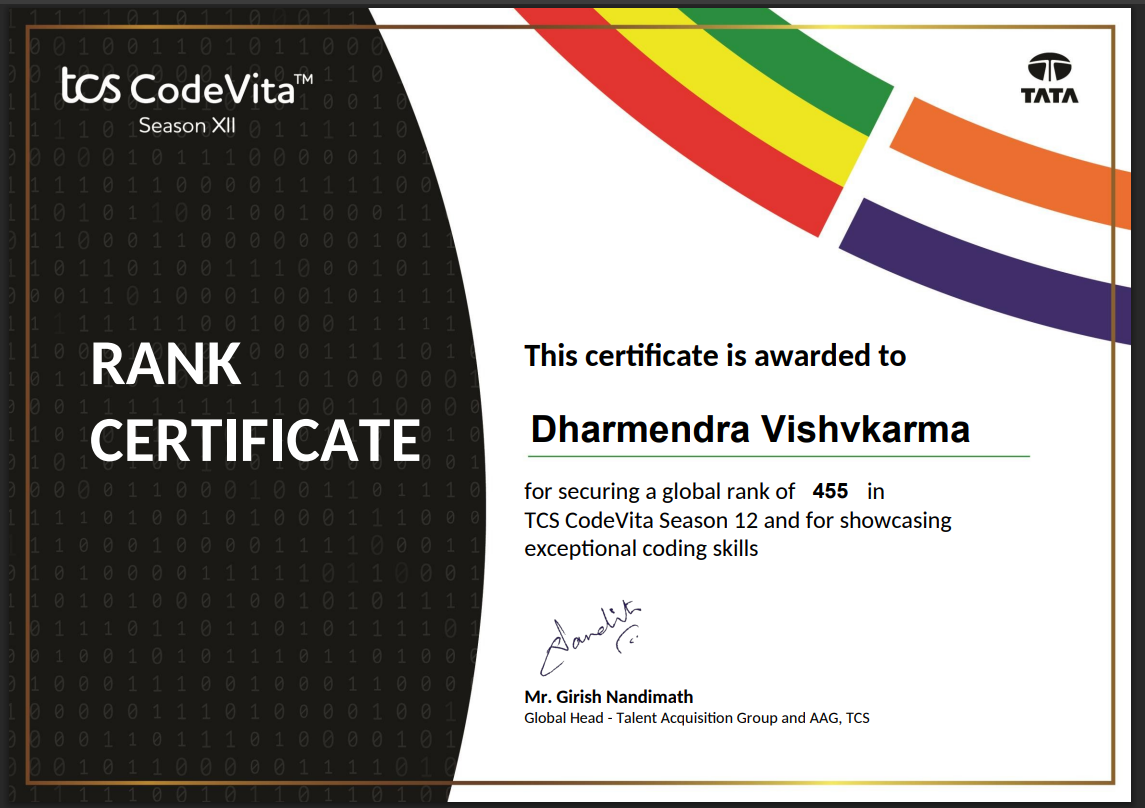 tcs CodeVita™
Season XII
TATA
RANK
CERTIFICATE
This certificate is awarded to
Dharmendra Vishvkarma
for securing a global rank of 455 in
TCS CodeVita Season 12 and for showcasing
exceptional coding skills
Mr. Girish Nandimath
Global Head - Talent Acquisition Group and AAG, TCS